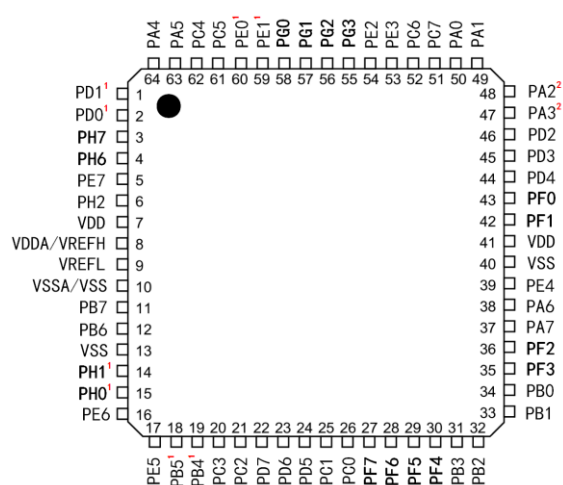 PA4 PA5 PC4 PC5 PE0¹ PE1¹ PG0 PG1 PG2 PG3 PE2 PE3 PC6 PC7 PA0 PA1
64 63 62 61 60 59 58 57 56 55 54 53 52 51 50 49
PD1¹ 1 48 PA2²
PD0¹ 2 47 PA3²
PH7 3 46 PD2
PH6 4 45 PD3
PE7 5 44 PD4
PH2 6 43 PF0
VDD 7 42 PF1
VDDA/VREFH 8 41 VDD
VREFL 9 40 VSS
VSSA/VSS 10 39 PE4
PB7 11 38 PA6
PB6 12 37 PA7
VSS 13 36 PF2
PH1¹ 14 35 PF3
PH0¹ 15 34 PB0
PE6 16 33 PB1
17 18 19 20 21 22 23 24 25 26 27 28 29 30 31 32
PE5 PB5¹ PB4¹ PC3 PC2 PD7 PD6 PD5 PC1 PC0 PF7 PF6 PF5 PF4 PB3 PB2